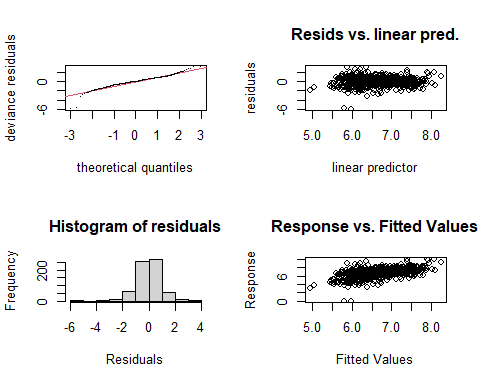 deviance residuals
0
-6
-3 -1 0 1 2 3
theoretical quantiles
Resids vs. linear pred.
residuals
0
-6
5.0 6.0 7.0 8.0
linear predictor
Histogram of residuals
Frequency
200
0
-6 -4 -2 0 2 4
Residuals
Response vs. Fitted Values
Response
6
0
5.0 6.0 7.0 8.0
Fitted Values